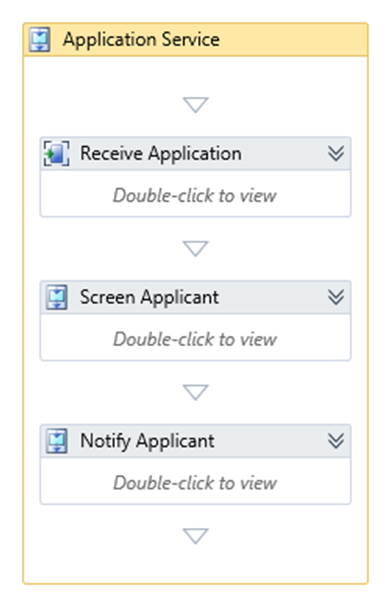 Application Service
Receive Application
Double-click to view
Screen Applicant
Double-click to view
Notify Applicant
Double-click to view